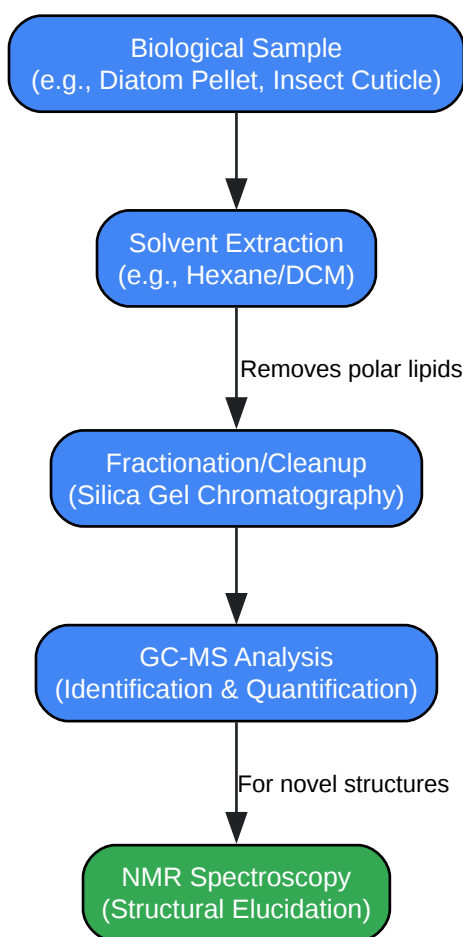 Biological Sample
(e.g., Diatom Pellet, Insect Cuticle)
Solvent Extraction
(e.g., Hexane/DCM)
Removes polar lipids
Fractionation/Cleanup
(Silica Gel Chromatography)
GC-MS Analysis
(Identification & Quantification)
For novel structures
NMR Spectroscopy
(Structural Elucidation)